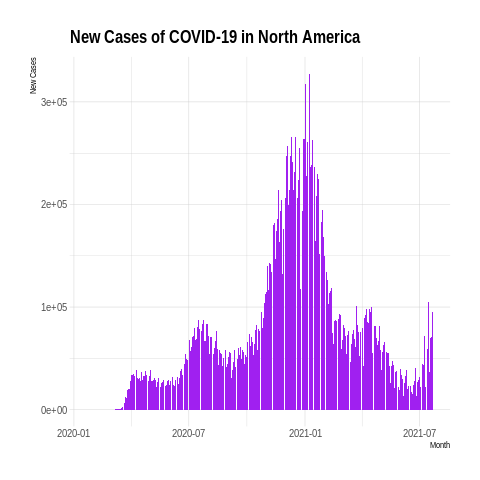 New Cases of COVID-19 in North America
New Cases
3e+05
2e+05
1e+05
0e+00
2020-01
2020-07
2021-01
2021-07
Month